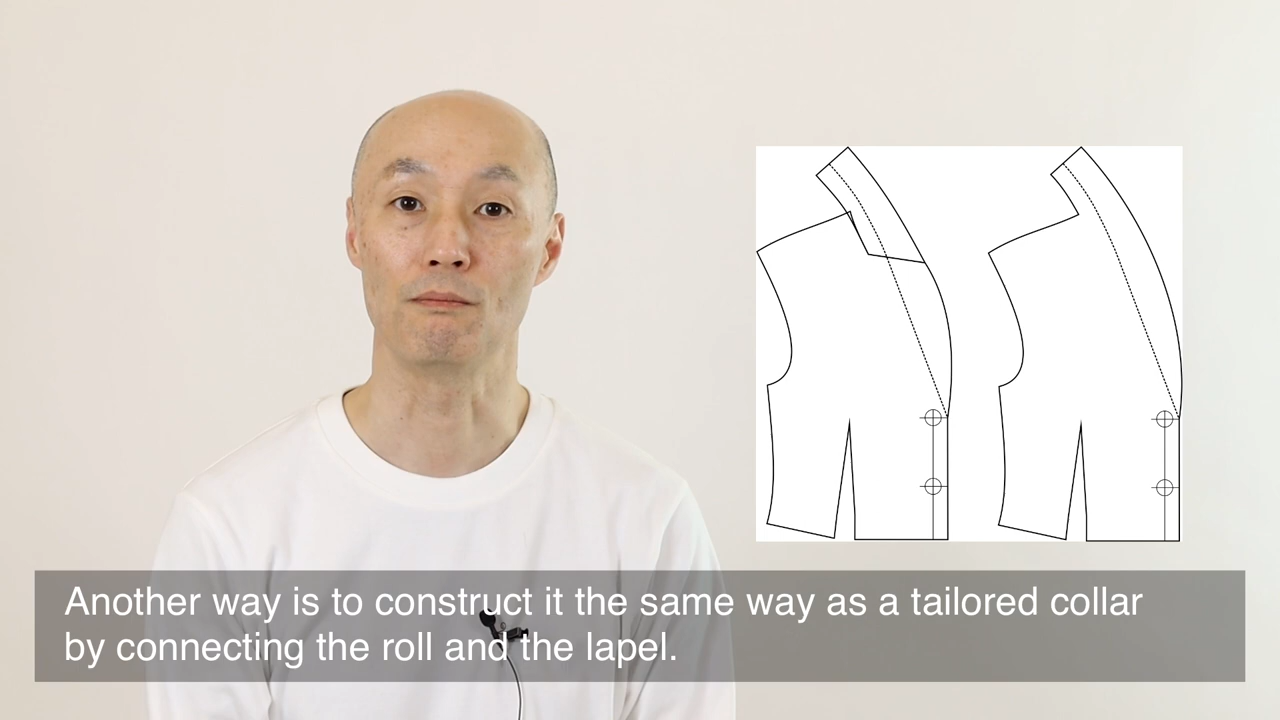 Another way is to construct it the same way as a tailored collar
by connecting the roll and the lapel.